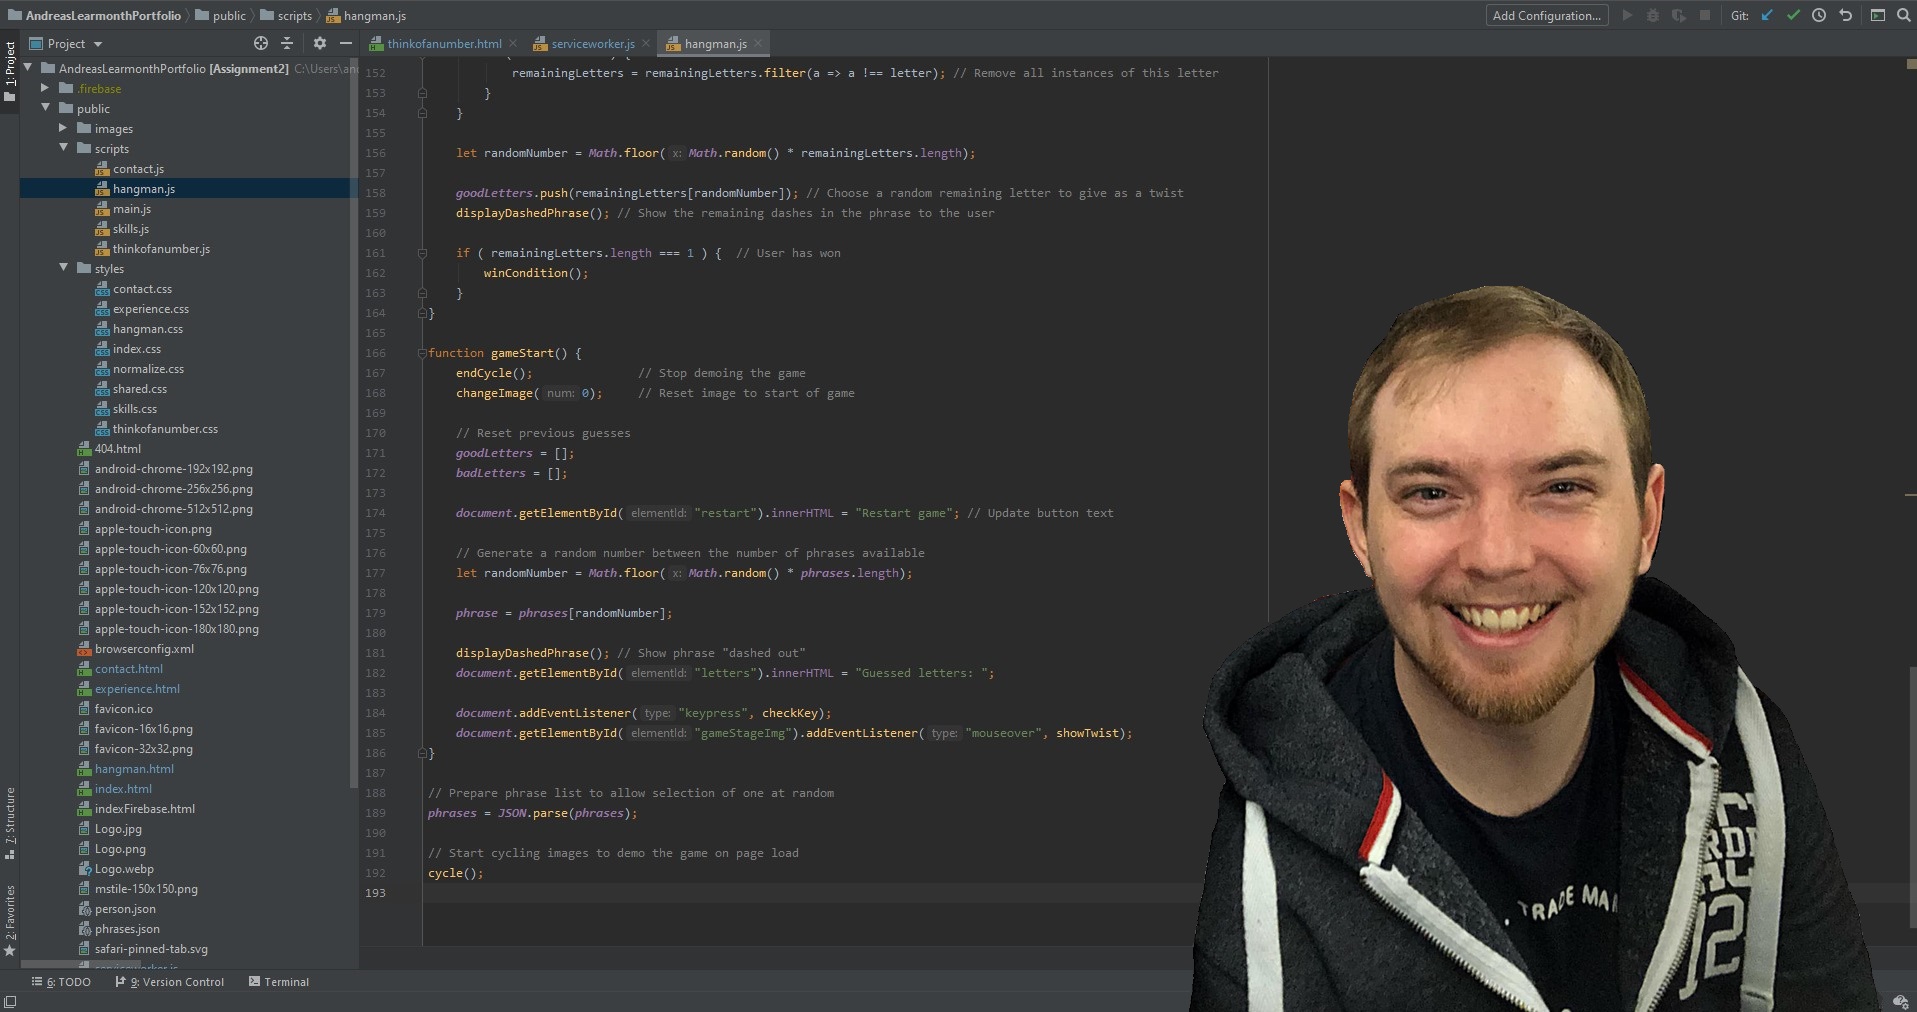 AndreasLearmonthPortfolio
public
scripts
hangman.js
Add Configuration...
Git:
1: Project
Project
thinkofanumber.html
serviceworker.js
hangman.js
AndreasLearmonthPortfolio [Assignment2] C:\Users\an
.firebase
public
images
scripts
contact.js
hangman.js
main.js
skills.js
thinkofanumber.js
styles
contact.css
experience.css
hangman.css
index.css
normalize.css
shared.css
skills.css
thinkofanumber.css
404.html
android-chrome-192x192.png
android-chrome-256x256.png
android-chrome-512x512.png
apple-touch-icon.png
apple-touch-icon-60x60.png
apple-touch-icon-76x76.png
apple-touch-icon-120x120.png
apple-touch-icon-152x152.png
apple-touch-icon-180x180.png
browserconfig.xml
contact.html
experience.html
favicon.ico
favicon-16x16.png
favicon-32x32.png
hangman.html
index.html
indexFirebase.html
Logo.jpg
Logo.png
Logo.webp
mstile-150x150.png
person.json
phrases.json
safari-pinned-tab.svg
serviceworker.js
7: Structure
2: Favorites
152 remainingLetters = remainingLetters.filter(a => a !== letter); // Remove all instances of this letter
153 }
154 }
155
156 let randomNumber = Math.floor( x: Math.random() * remainingLetters.length);
157
158 goodLetters.push(remainingLetters[randomNumber]); // Choose a random remaining letter to give as a twist
159 displayDashedPhrase(); // Show the remaining dashes in the phrase to the user
160
161 if ( remainingLetters.length === 1 ) { // User has won
162 winCondition();
163 }
164 }
165
166 function gameStart() {
167 endCycle(); // Stop demoing the game
168 changeImage( num: 0); // Reset image to start of game
169
170 // Reset previous guesses
171 goodLetters = [];
172 badLetters = [];
173
174 document.getElementById( elementId: "restart").innerHTML = "Restart game"; // Update button text
175
176 // Generate a random number between the number of phrases available
177 let randomNumber = Math.floor( x: Math.random() * phrases.length);
178
179 phrase = phrases[randomNumber];
180
181 displayDashedPhrase(); // Show phrase "dashed out"
182 document.getElementById( elementId: "letters").innerHTML = "Guessed letters: ";
183
184 document.addEventListener( type: "keypress", checkKey);
185 document.getElementById( elementId: "gameStageImg").addEventListener( type: "mouseover", showTwist);
186 }
187
188 // Prepare phrase list to allow selection of one at random
189 phrases = JSON.parse(phrases);
190
191 // Start cycling images to demo the game on page load
192 cycle();
193
TRADE MA
6: TODO
9: Version Control
Terminal